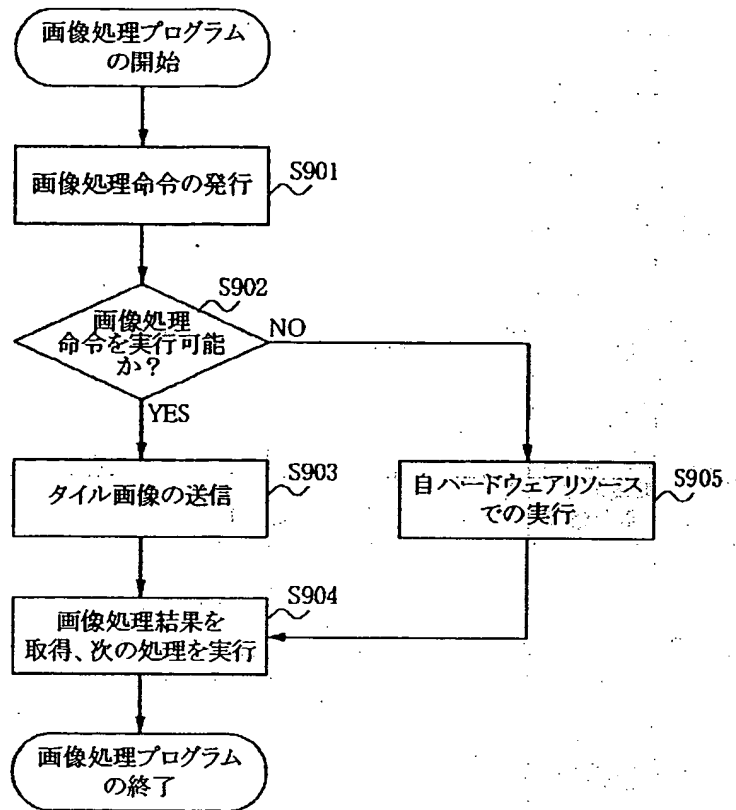 画像処理プログラム
の開始
画像処理命令の発行
S901
S902
画像処理
命令を実行可能
か？
NO
YES
タイル画像の送信
S903
自ハードウェアリソース
での実行
S905
画像処理結果を
取得、次の処理を実行
S904
画像処理プログラム
の終了